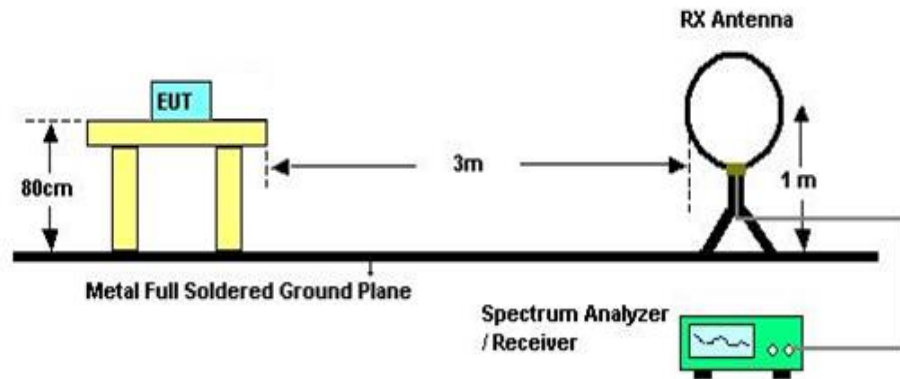 RX Antenna
EUT
80cm
3m
1 m
Metal Full Soldered Ground Plane
Spectrum Analyzer
/ Receiver